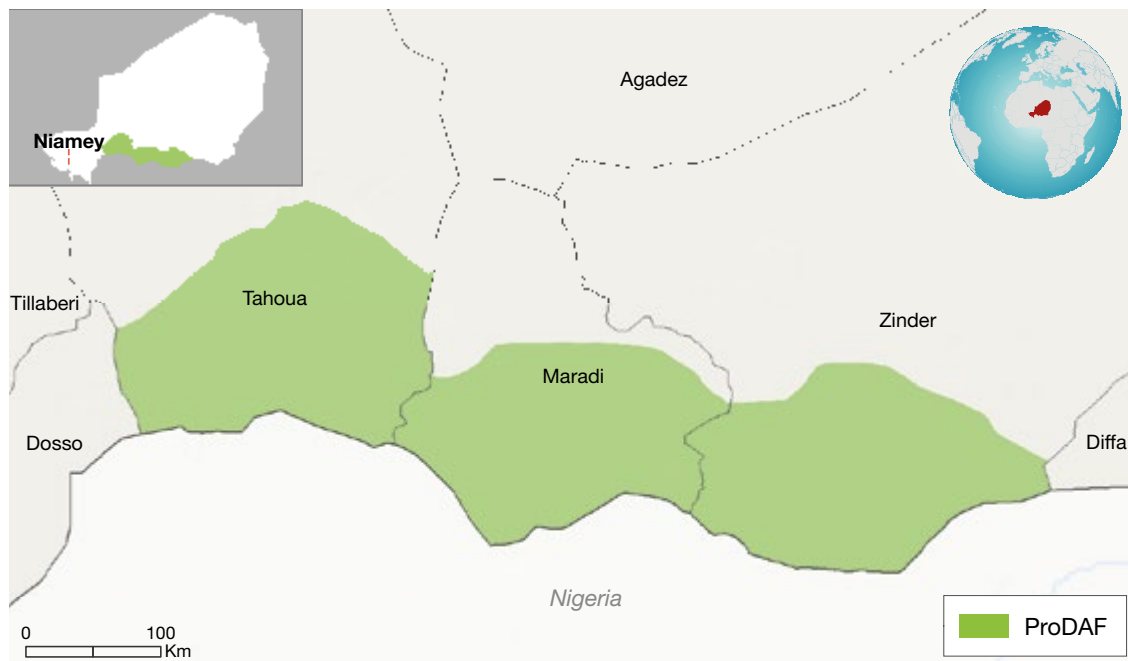 Niamey
Agadez
Tahoua
Tillaberi
Zinder
Maradi
Dosso
Diffa
Nigeria
ProDAF
0 100
Km